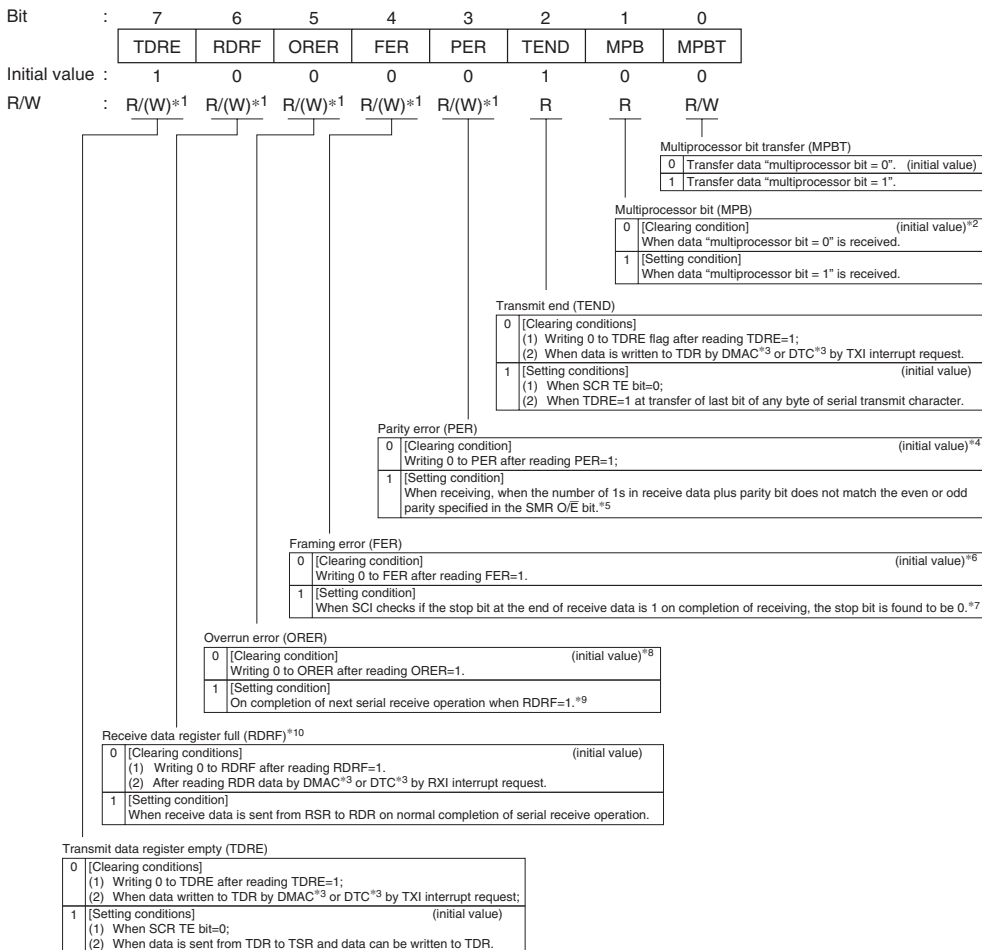 Bit : 7 6 5 4 3 2 1 0
TDRE RDRF ORER FER PER TEND MPB MPBT
Initial value : 1 0 0 0 0 1 0 0
R/W : R/(W)*1 R/(W)*1 R/(W)*1 R/(W)*1 R/(W)*1 R R R/W
Multiprocessor bit transfer (MPBT)
0 Transfer data “multiprocessor bit = 0”. (initial value)
1 Transfer data “multiprocessor bit = 1”.
Multiprocessor bit (MPB)
0 [Clearing condition] (initial value)*2
When data “multiprocessor bit = 0” is received.
1 [Setting condition]
When data “multiprocessor bit = 1” is received.
Transmit end (TEND)
0 [Clearing conditions]
(1) Writing 0 to TDRE flag after reading TDRE=1;
(2) When data is written to TDR by DMAC*3 or DTC*3 by TXI interrupt request.
1 [Setting conditions] (initial value)
(1) When SCR TE bit=0;
(2) When TDRE=1 at transfer of last bit of any byte of serial transmit character.
Parity error (PER)
0 [Clearing condition] (initial value)*4
Writing 0 to PER after reading PER=1;
1 [Setting condition]
When receiving, when the number of 1s in receive data plus parity bit does not match the even or odd
parity specified in the SMR O/E̅ bit.*5
Framing error (FER)
0 [Clearing condition] (initial value)*6
Writing 0 to FER after reading FER=1.
1 [Setting condition]
When SCI checks if the stop bit at the end of receive data is 1 on completion of receiving, the stop bit is found to be 0.*7
Overrun error (ORER)
0 [Clearing condition] (initial value)*8
Writing 0 to ORER after reading ORER=1.
1 [Setting condition]
On completion of next serial receive operation when RDRF=1.*9
Receive data register full (RDRF)*10
0 [Clearing conditions] (initial value)
(1) Writing 0 to RDRF after reading RDRF=1.
(2) After reading RDR data by DMAC*3 or DTC*3 by RXI interrupt request.
1 [Setting condition]
When receive data is sent from RSR to RDR on normal completion of serial receive operation.
Transmit data register empty (TDRE)
0 [Clearing conditions]
(1) Writing 0 to TDRE after reading TDRE=1;
(2) When data written to TDR by DMAC*3 or DTC*3 by TXI interrupt request;
1 [Setting conditions] (initial value)
(1) When SCR TE bit=0;
(2) When data is sent from TDR to TSR and data can be written to TDR.